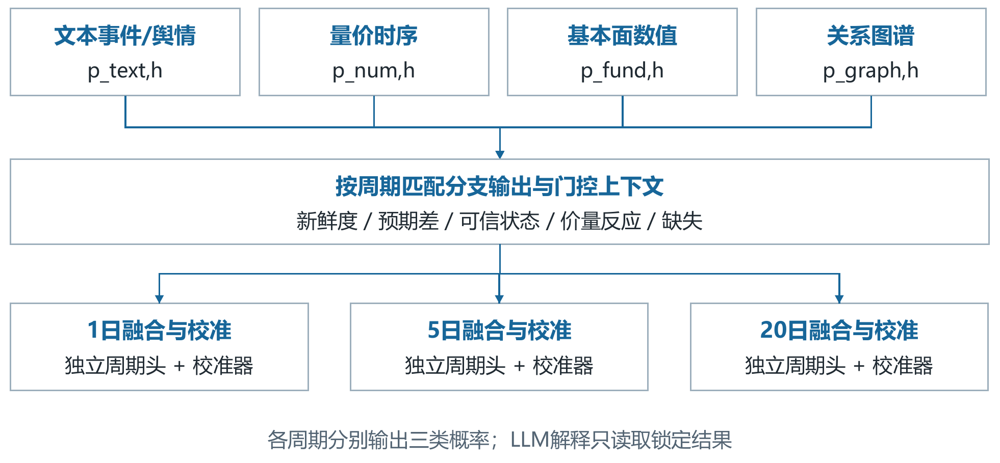 文本事件/舆情
p_text,h
量价时序
p_num,h
基本面数值
p_fund,h
关系图谱
p_graph,h
按周期匹配分支输出与门控上下文
新鲜度 / 预期差 / 可信状态 / 价量反应 / 缺失
1日融合与校准
独立周期头 + 校准器
5日融合与校准
独立周期头 + 校准器
20日融合与校准
独立周期头 + 校准器
各周期分别输出三类概率；LLM解释只读取锁定结果